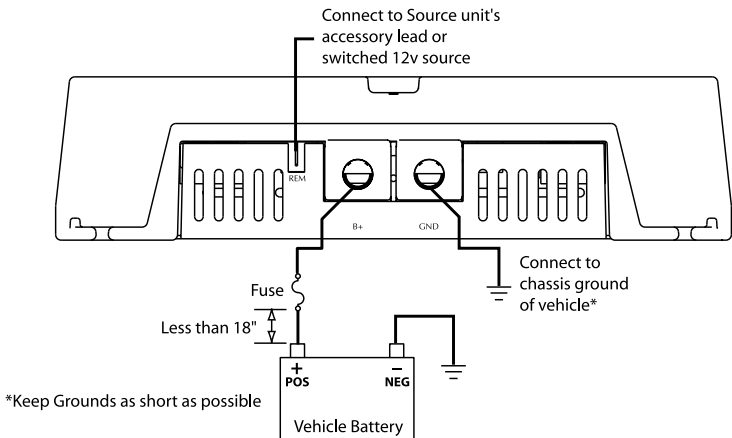 Connect to Source unit's
accessory lead or
switched 12v source
REM
B+
GND
Connect to
chassis ground
of vehicle*
Fuse
Less than 18"
+
POS
–
NEG
*Keep Grounds as short as possible
Vehicle Battery